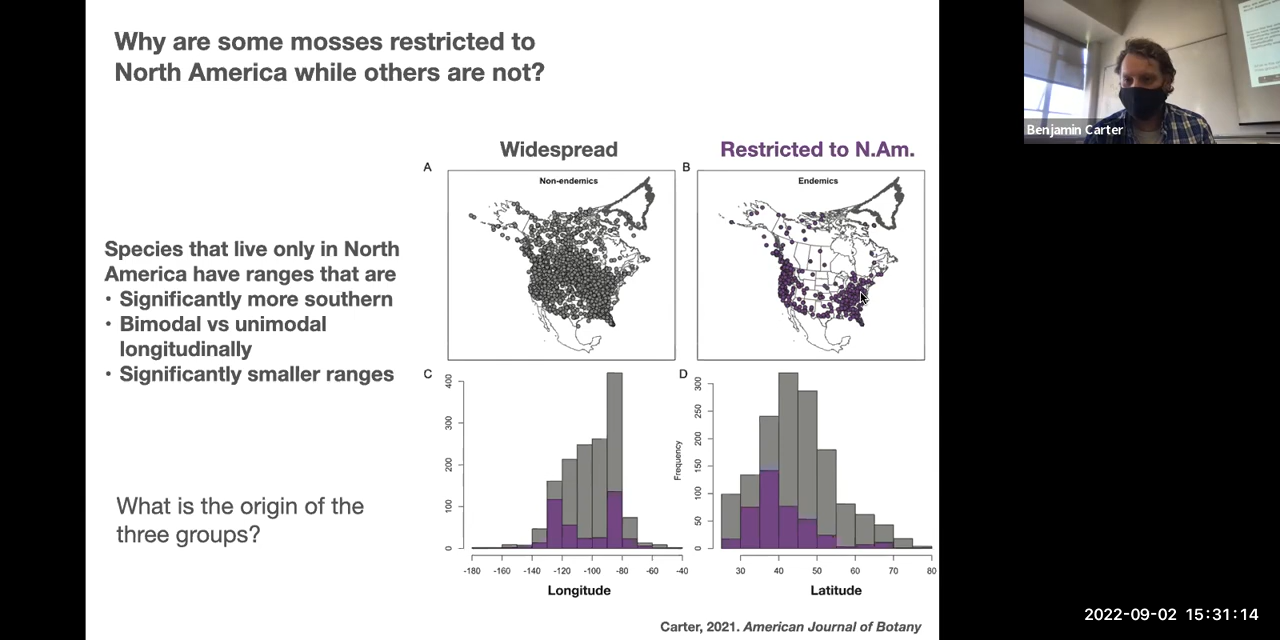 Why are some mosses restricted to
North America while others are not?
Benjamin Carter
Widespread
Restricted to N.Am.
A
B
Non-endemics
Endemics
Species that live only in North
America have ranges that are
• Significantly more southern
• Bimodal vs unimodal
longitudinally
• Significantly smaller ranges
C
D
400
300
200
100
0
-180
-160
-140
-120
-100
-80
-60
-40
Longitude
Frequency
300
250
200
150
100
50
0
30
40
50
60
70
80
Latitude
What is the origin of the
three groups?
Carter, 2021. American Journal of Botany
2022-09-02 15:31:14